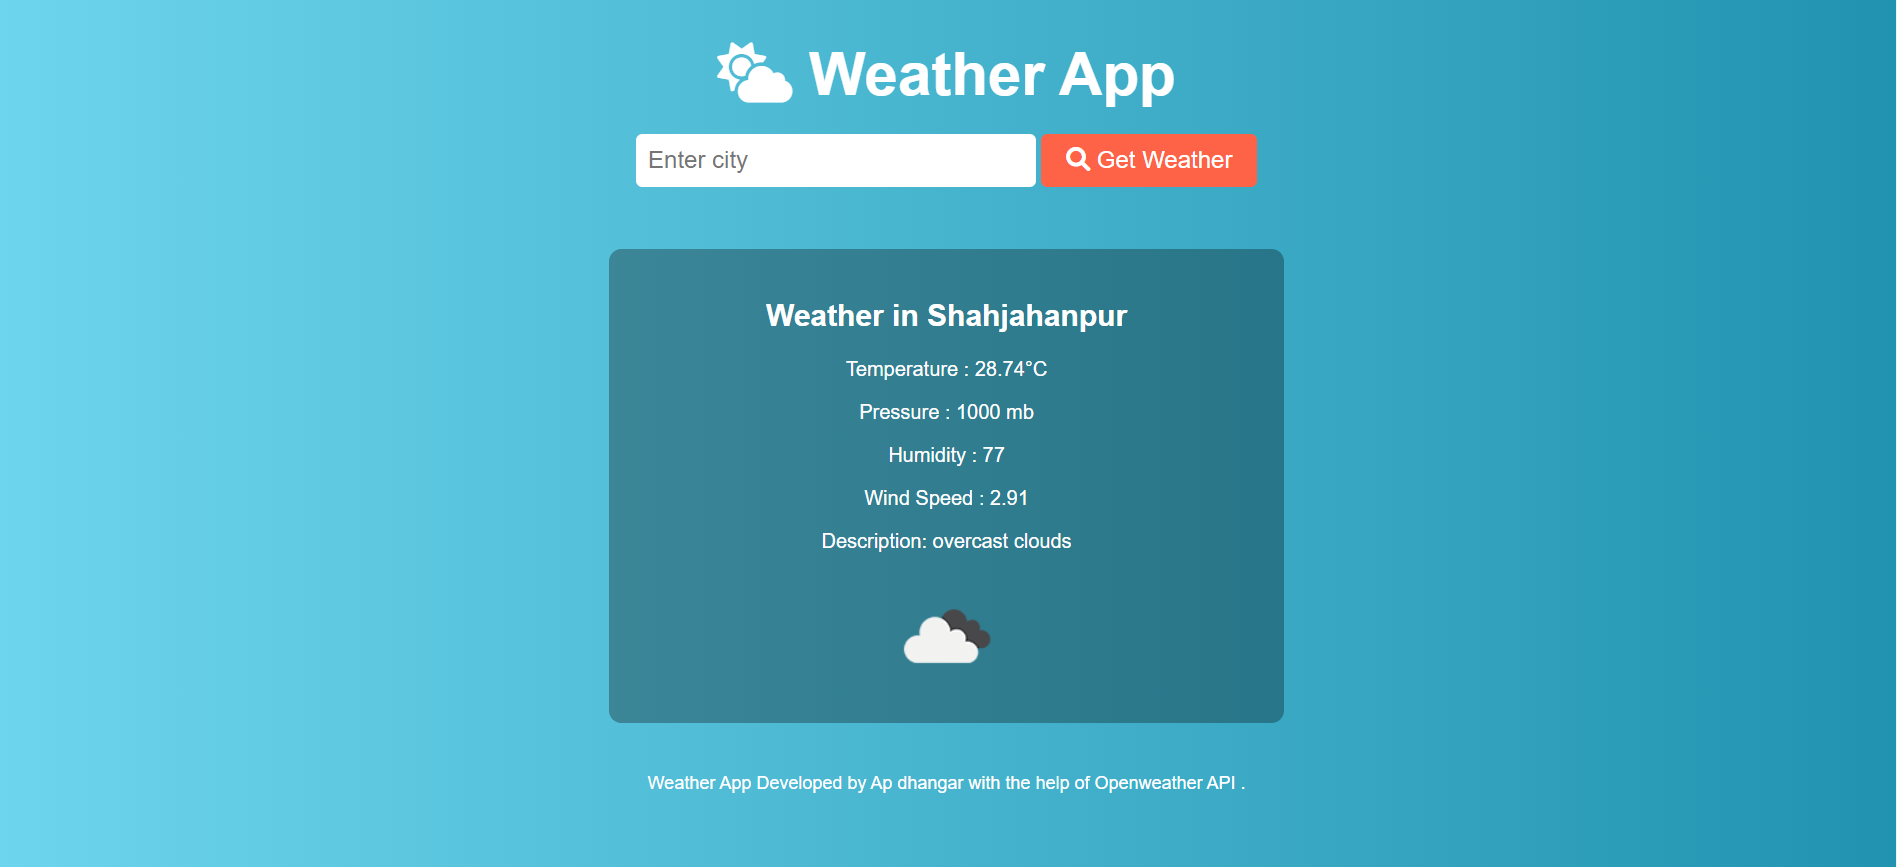 Weather App
Enter city
Get Weather
Weather in Shahjahanpur
Temperature : 28.74°C
Pressure : 1000 mb
Humidity : 77
Wind Speed : 2.91
Description: overcast clouds
Weather App Developed by Ap dhangar with the help of Openweather API .